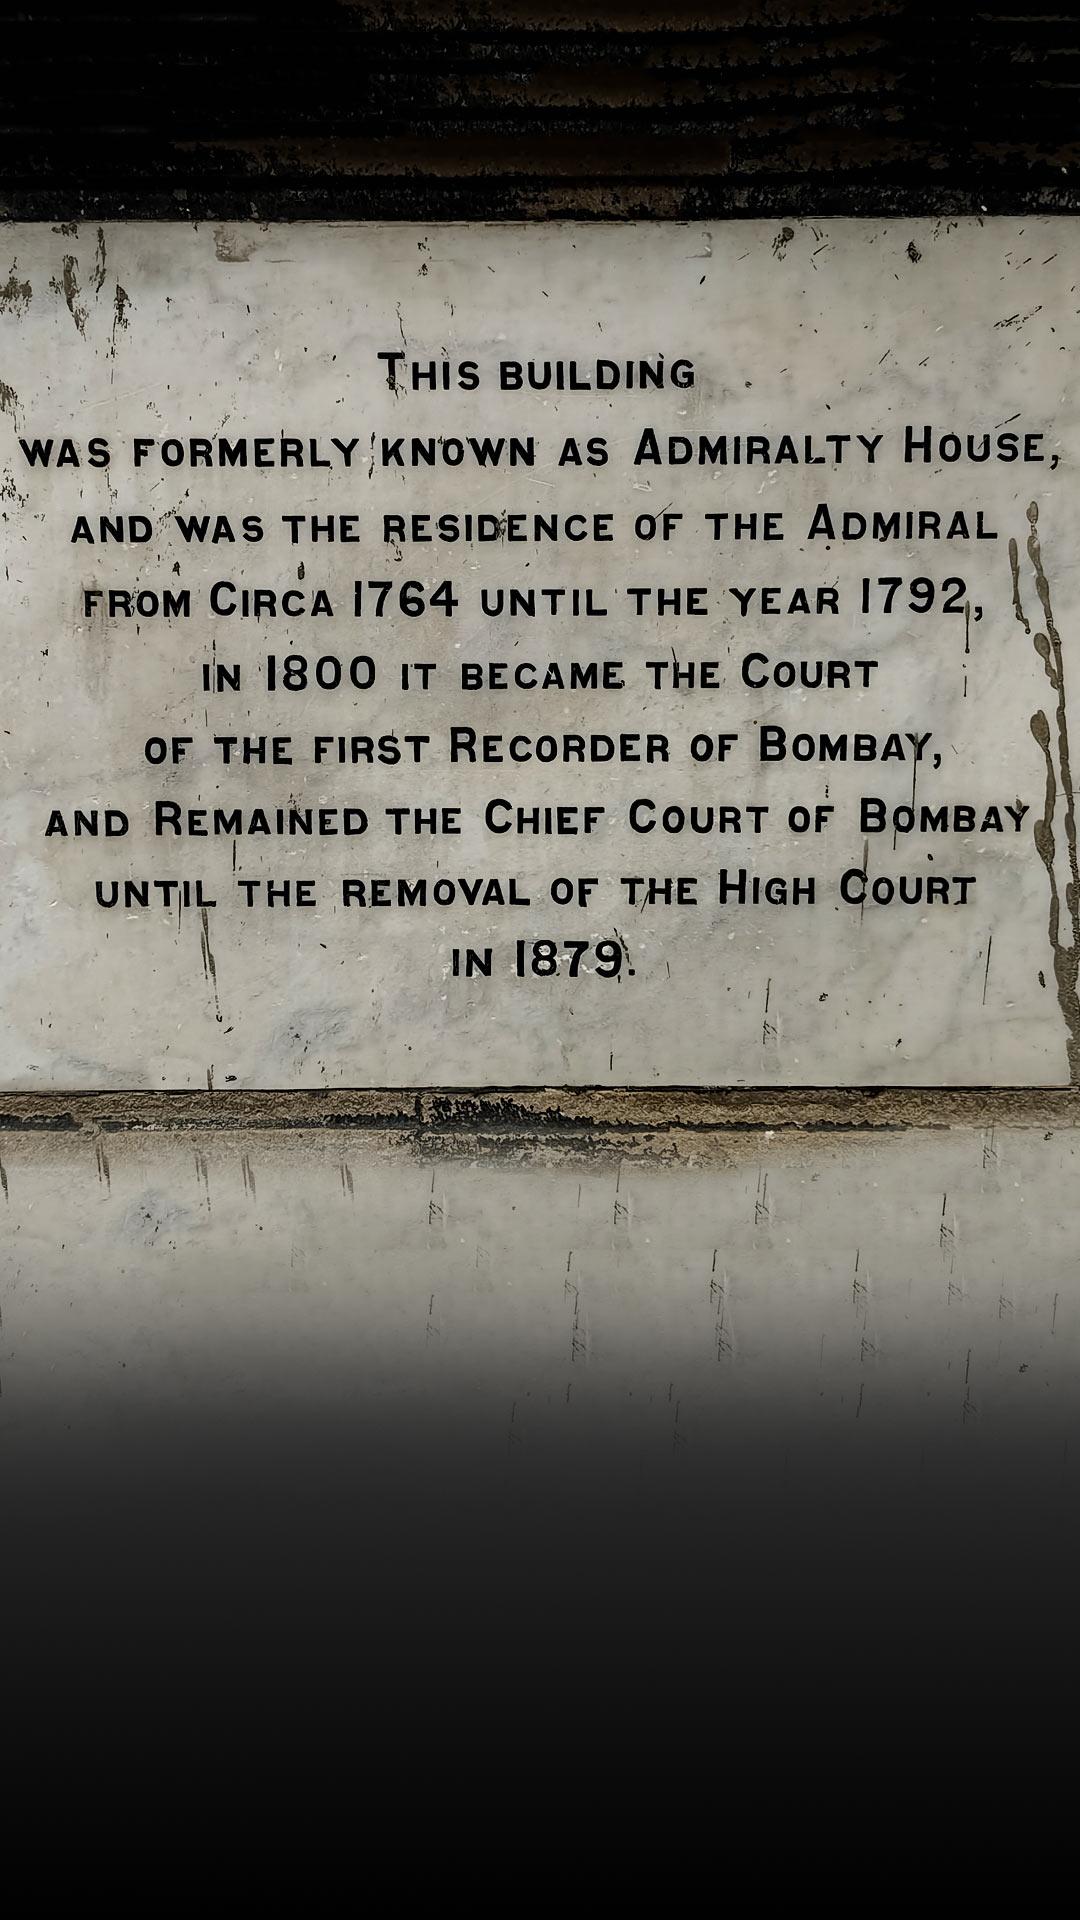 This building
was formerly known as Admiralty House,
and was the residence of the Admiral
from Circa 1764 until the year 1792,
in 1800 it became the Court
of the first Recorder of Bombay,
and Remained the Chief Court of Bombay
until the removal of the High Court
in 1879.